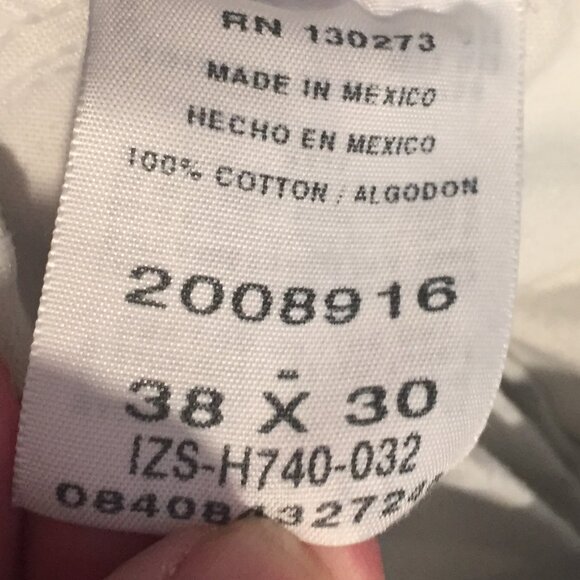 RN 130273
MADE IN MEXICO
HECHO EN MEXICO
100% COTTON / ALGODON
2008916
38 X 30
IZS-H740-032